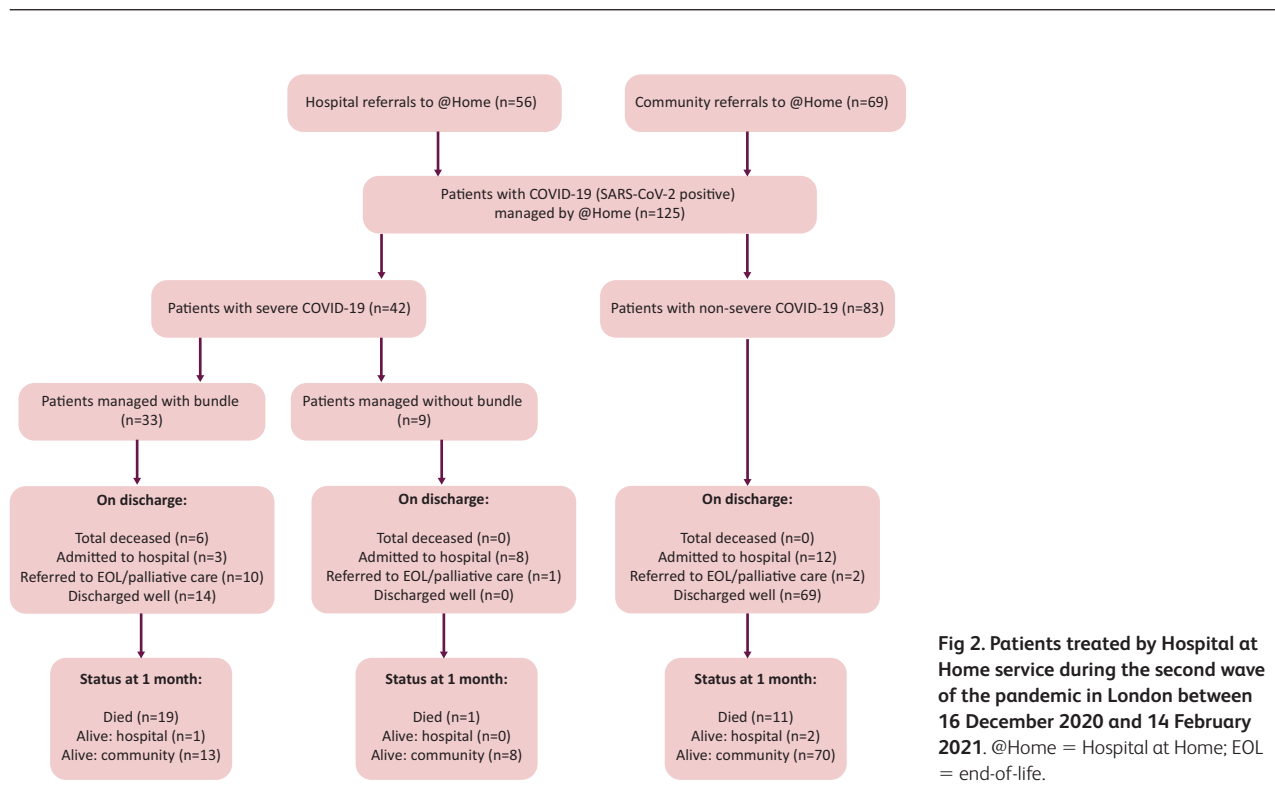 Hospital referrals to @Home (n=56)
Community referrals to @Home (n=69)
Patients with COVID-19 (SARS-CoV-2 positive)
managed by @Home (n=125)
Patients with severe COVID-19 (n=42)
Patients with non-severe COVID-19 (n=83)
Patients managed with bundle
(n=33)
Patients managed without bundle
(n=9)
On discharge:
Total deceased (n=6)
Admitted to hospital (n=3)
Referred to EOL/palliative care (n=10)
Discharged well (n=14)
On discharge:
Total deceased (n=0)
Admitted to hospital (n=8)
Referred to EOL/palliative care (n=1)
Discharged well (n=0)
On discharge:
Total deceased (n=0)
Admitted to hospital (n=12)
Referred to EOL/palliative care (n=2)
Discharged well (n=69)
Status at 1 month:
Died (n=19)
Alive: hospital (n=1)
Alive: community (n=13)
Status at 1 month:
Died (n=1)
Alive: hospital (n=0)
Alive: community (n=8)
Status at 1 month:
Died (n=11)
Alive: hospital (n=2)
Alive: community (n=70)
Fig 2. Patients treated by Hospital at
Home service during the second wave
of the pandemic in London between
16 December 2020 and 14 February
2021. @Home = Hospital at Home; EOL
= end-of-life.